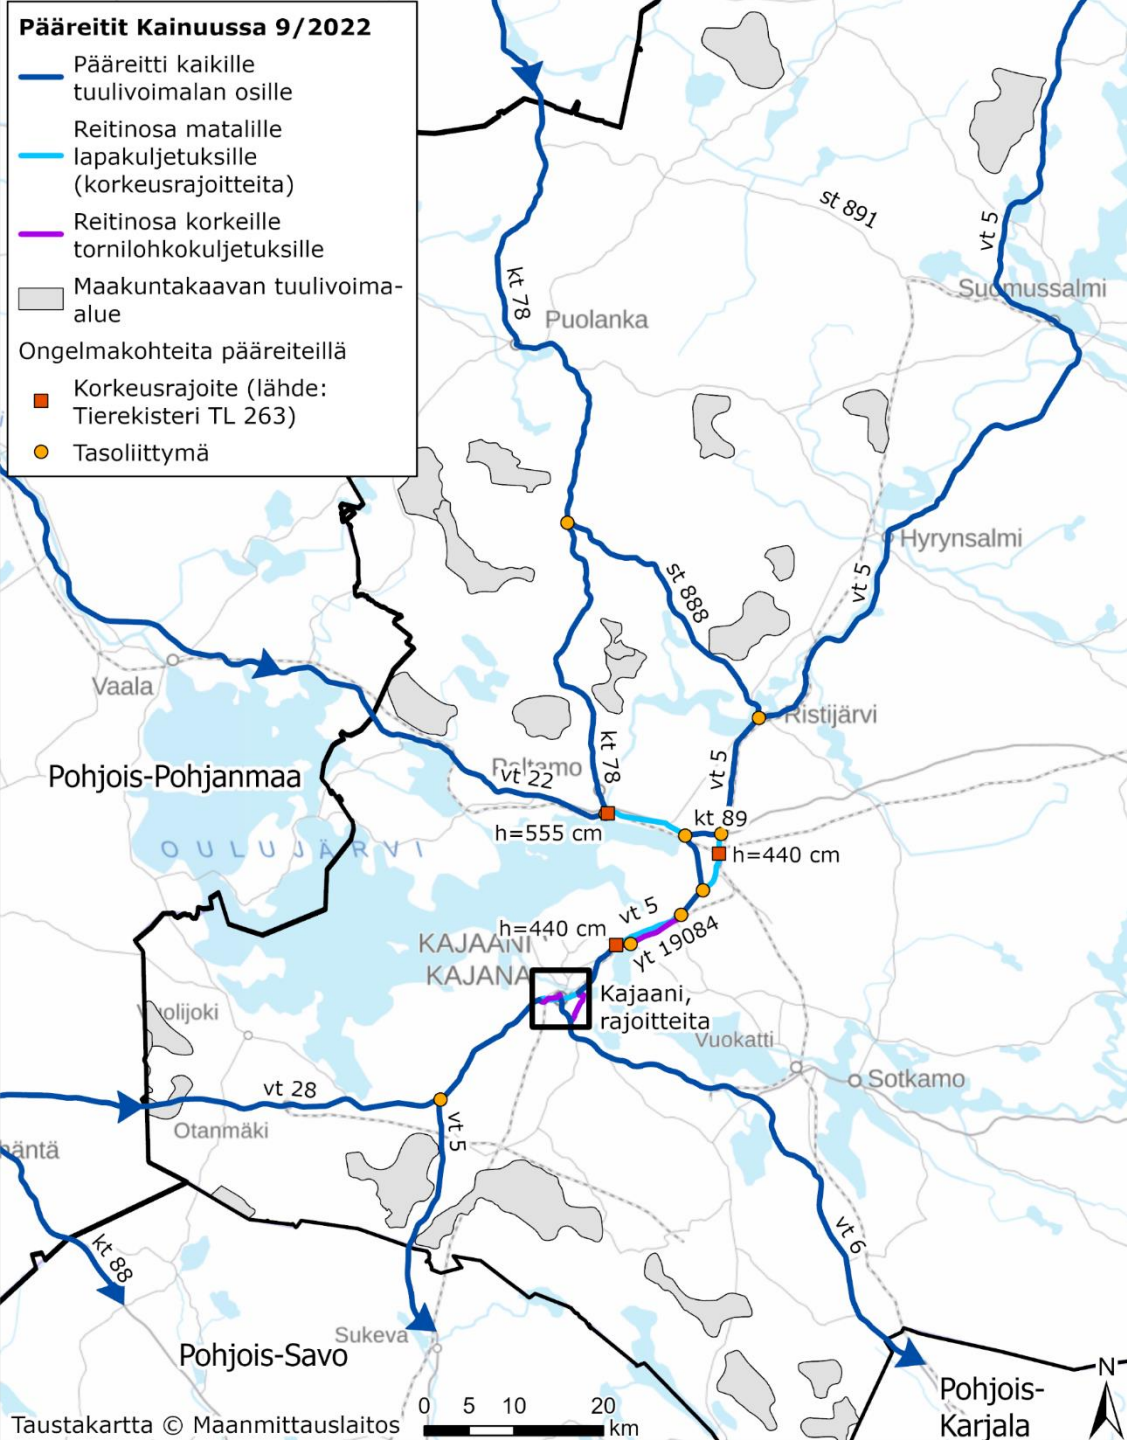 Pääreitit Kainuussa 9/2022
Pääreitti kaikille
tuulivoimalan osille
Reitinosa matalille
lapakuljetuksille
(korkeusrajoitteita)
Reitinosa korkeille
tornilohkokuljetuksille
Maakuntakaavan tuulivoima-
alue
Ongelmakohteita pääreiteillä
Korkeusrajoite (lähde:
Tierekisteri TL 263)
Tasoliittymä
st 891
vt 5
Suomussalmi
kt 78
Puolanka
Hyrynsalmi
vt 5
st 888
Vaala
Ristijärvi
Pohjois-Pohjanmaa
Paltamo
vt 22
kt 78
vt 5
h=555 cm
kt 89
OULUJÄRVI
h=440 cm
vt 5
h=440 cm
yt 19084
KAJAANI
KAJANA
Kajaani,
rajoitteita
Vuolijoki
Vuokatti
Sotkamo
vt 28
vt 5
Otanmäki
häntä
vt 6
kt 88
Sukeva
Pohjois-Savo
Pohjois-
Karjala
N
0 5 10 20
km
Taustakartta © Maanmittauslaitos